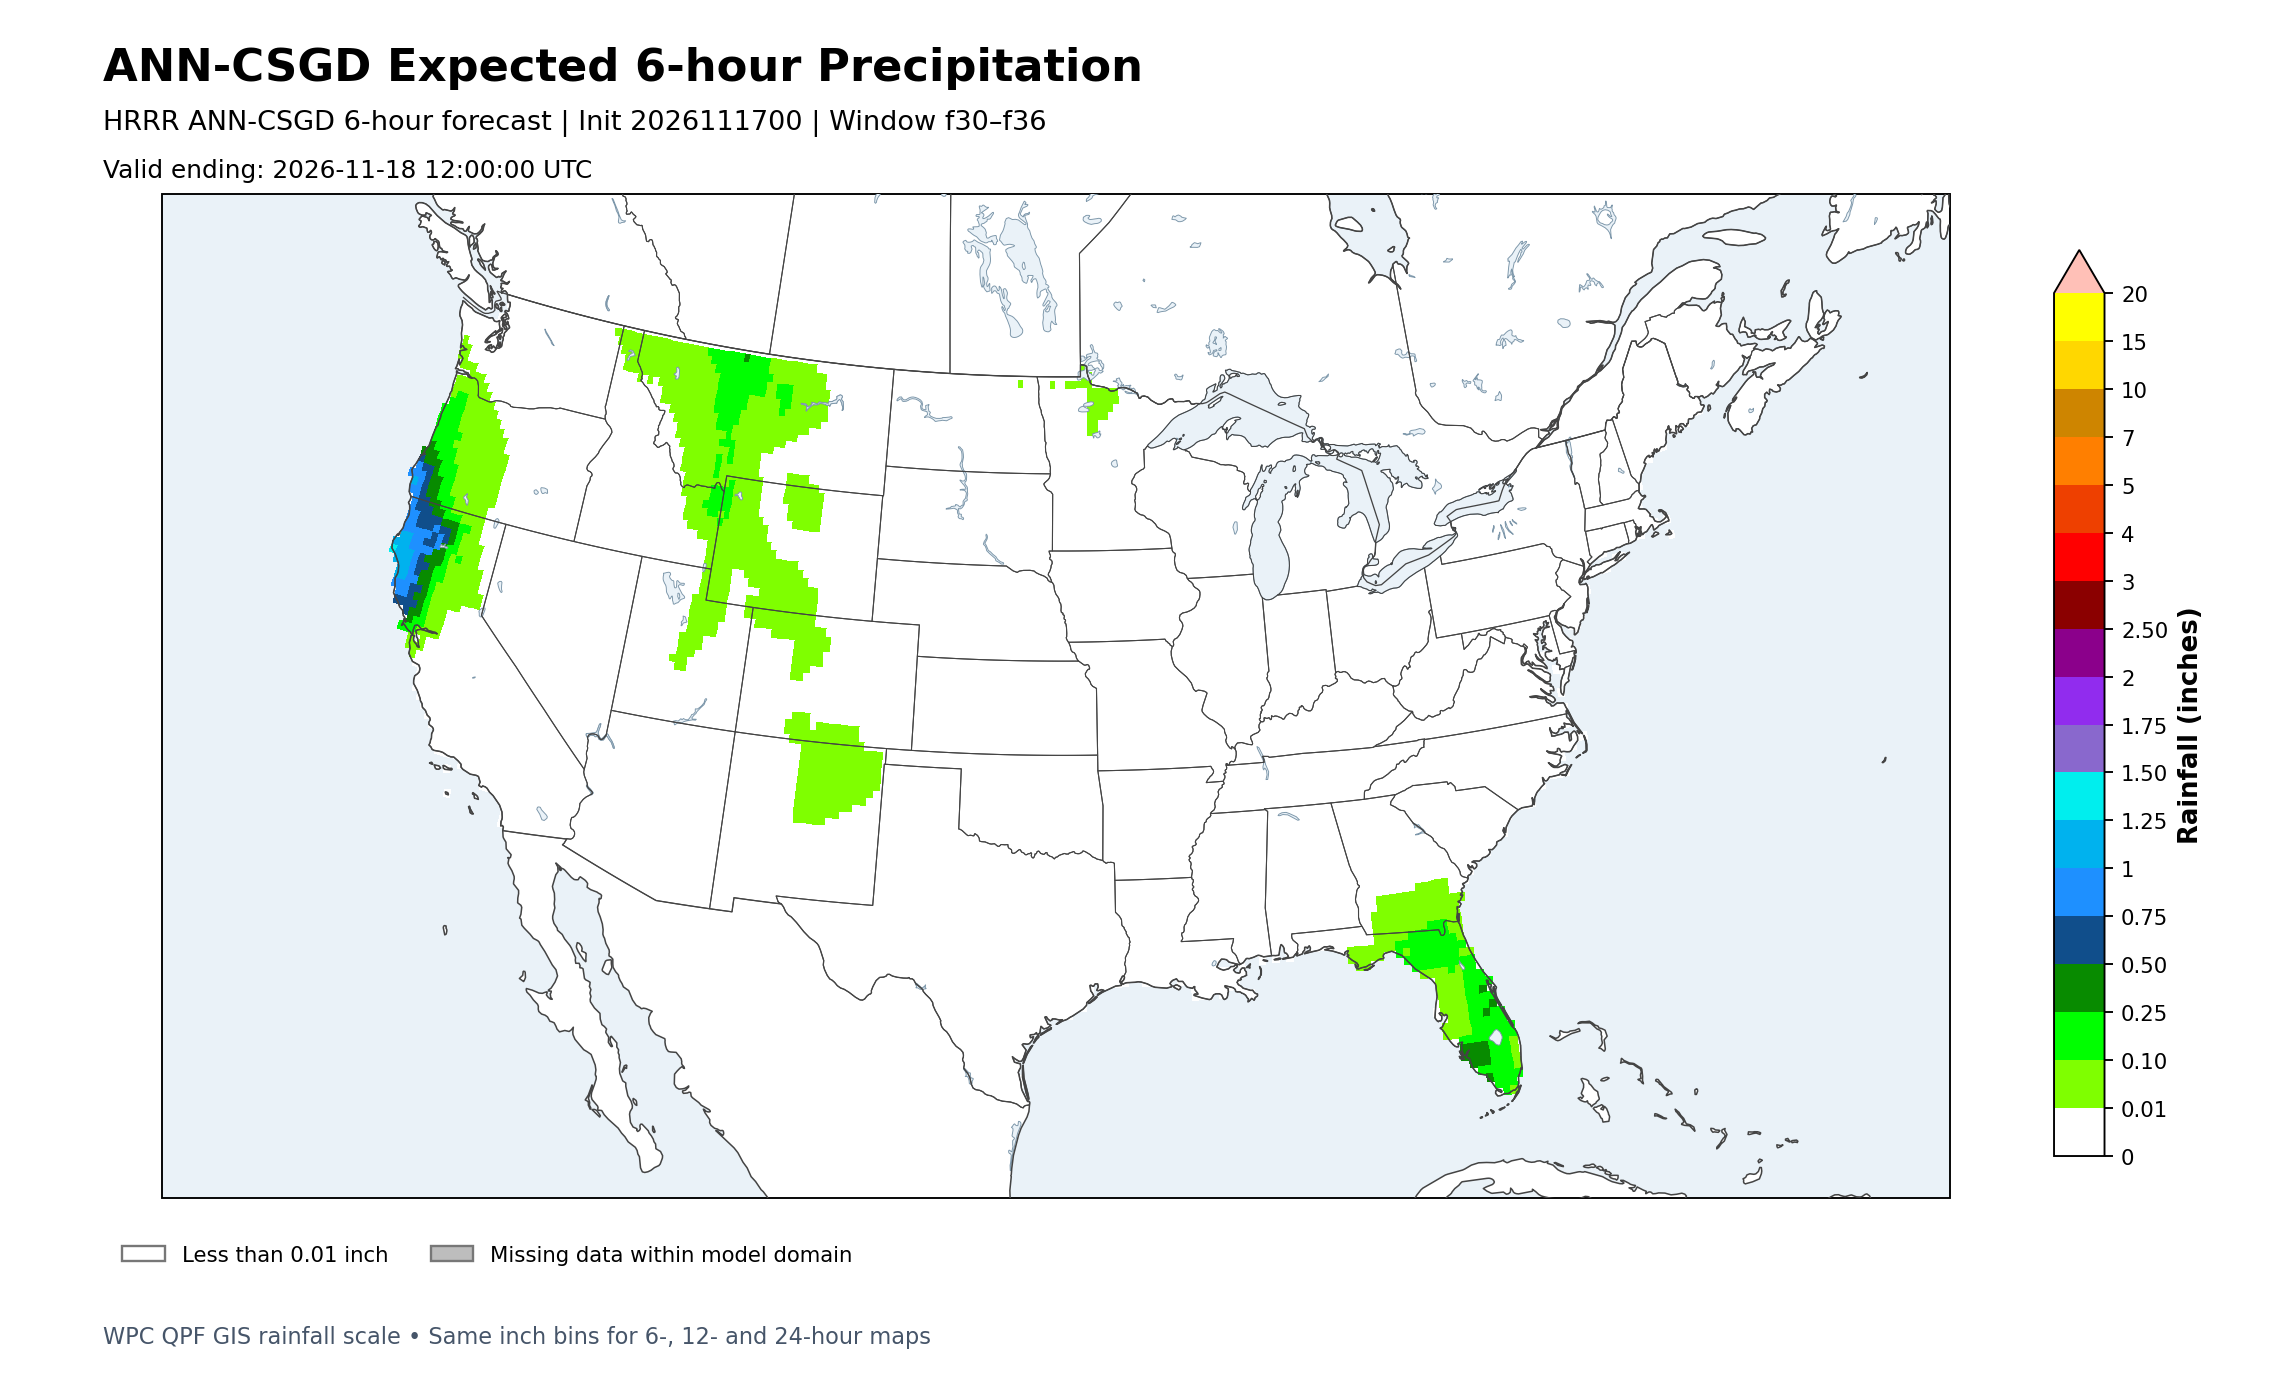 ANN-CSGD Expected 6-hour Precipitation
HRRR ANN-CSGD 6-hour forecast | Init 2026111700 | Window f30–f36
Valid ending: 2026-11-18 12:00:00 UTC
20
15
10
7
5
4
3
2.50
2
1.75
1.50
1.25
1
0.75
0.50
0.25
0.10
0.01
0
Rainfall (inches)
Less than 0.01 inch
Missing data within model domain
WPC QPF GIS rainfall scale • Same inch bins for 6-, 12- and 24-hour maps